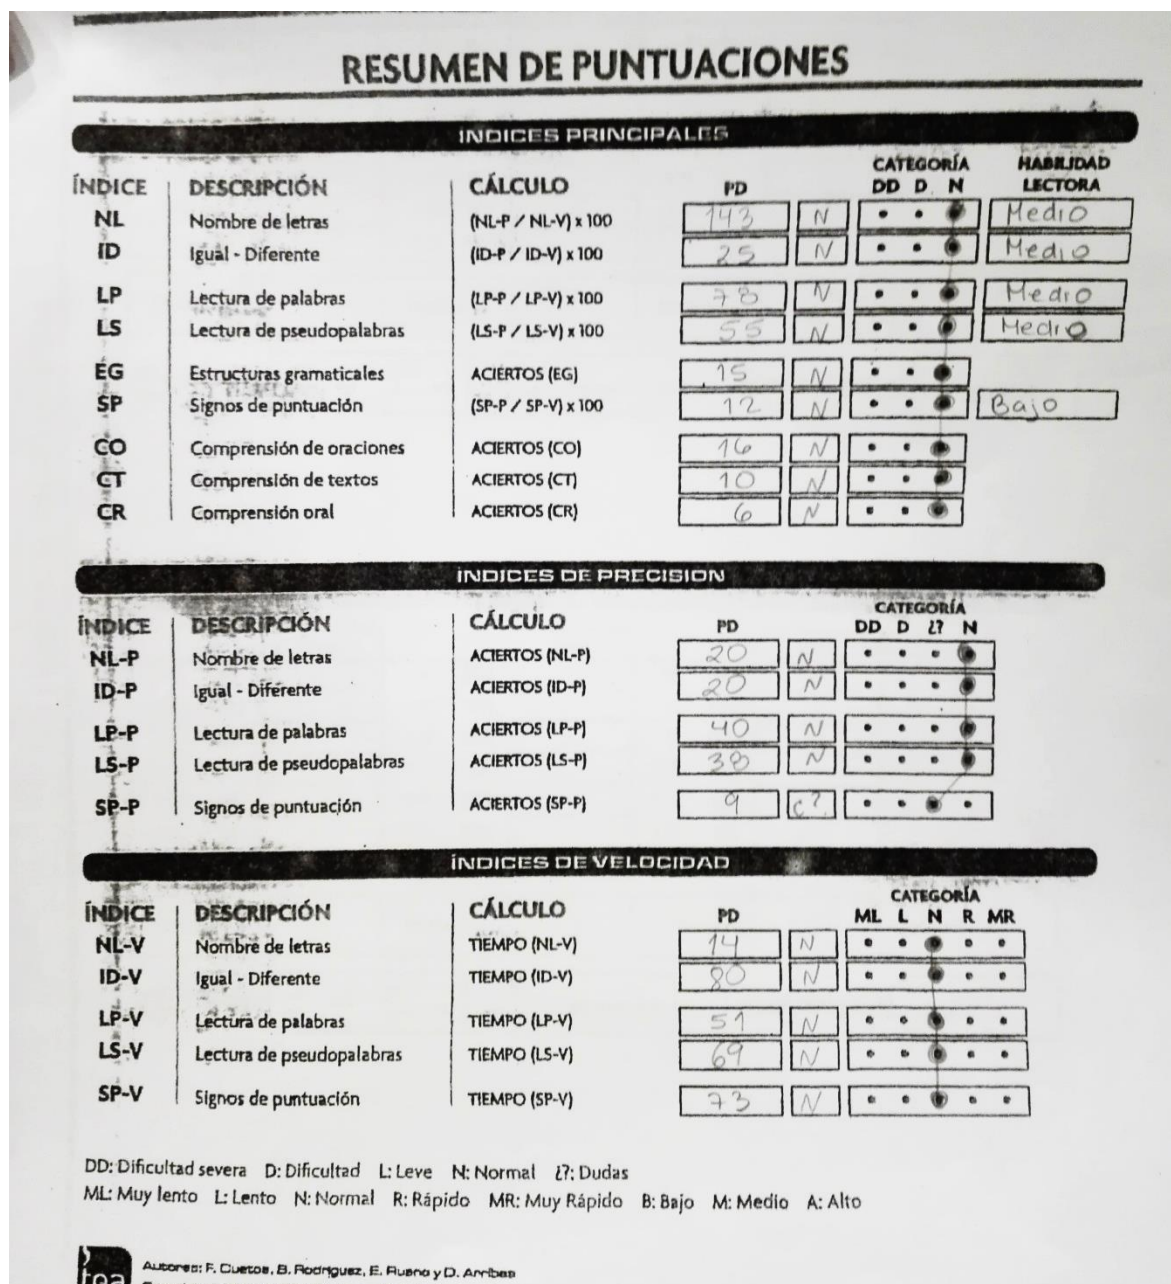 RESUMEN DE PUNTUACIONES
ÍNDICES PRINCIPALES
CATEGORÍA HABILIDAD
ÍNDICE DESCRIPCIÓN CÁLCULO PD DD D N LECTORA
NL Nombre de letras (NL-P / NL-V) x 100 143 N Medio
ID Igual - Diferente (ID-P / ID-V) x 100 25 N Medio
LP Lectura de palabras (LP-P / LP-V) x 100 78 N Medio
LS Lectura de pseudopalabras (LS-P / LS-V) x 100 55 N Medio
EG Estructuras gramaticales ACIERTOS (EG) 15 N
SP Signos de puntuación (SP-P / SP-V) x 100 12 N Bajo
CO Comprensión de oraciones ACIERTOS (CO) 16 N
CT Comprensión de textos ACIERTOS (CT) 10 N
CR Comprensión oral ACIERTOS (CR) 6 N
ÍNDICES DE PRECISION
CATEGORÍA
ÍNDICE DESCRIPCIÓN CÁLCULO PD DD D ¿? N
NL-P Nombre de letras ACIERTOS (NL-P) 20 N
ID-P Igual - Diferente ACIERTOS (ID-P) 20 N
LP-P Lectura de palabras ACIERTOS (LP-P) 40 N
LS-P Lectura de pseudopalabras ACIERTOS (LS-P) 38 N
SP-P Signos de puntuación ACIERTOS (SP-P) 9 ¿?
ÍNDICES DE VELOCIDAD
CATEGORÍA
ÍNDICE DESCRIPCIÓN CÁLCULO PD ML L N R MR
NL-V Nombre de letras TIEMPO (NL-V) 14 N
ID-V Igual - Diferente TIEMPO (ID-V) 80 N
LP-V Lectura de palabras TIEMPO (LP-V) 51 N
LS-V Lectura de pseudopalabras TIEMPO (LS-V) 69 N
SP-V Signos de puntuación TIEMPO (SP-V) 73 N
DD: Dificultad severa D: Dificultad L: Leve N: Normal ¿?: Dudas
ML: Muy lento L: Lento N: Normal R: Rápido MR: Muy Rápido B: Bajo M: Medio A: Alto
tea
Autores: F. Cuetos, B. Rodríguez, E. Ruano y D. Arribas